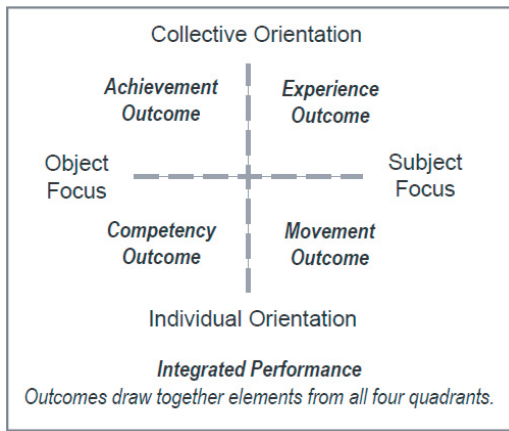 Collective Orientation
Achievement
Outcome
Experience
Outcome
Object
Focus
Subject
Focus
Competency
Outcome
Movement
Outcome
Individual Orientation
Integrated Performance
Outcomes draw together elements from all four quadrants.